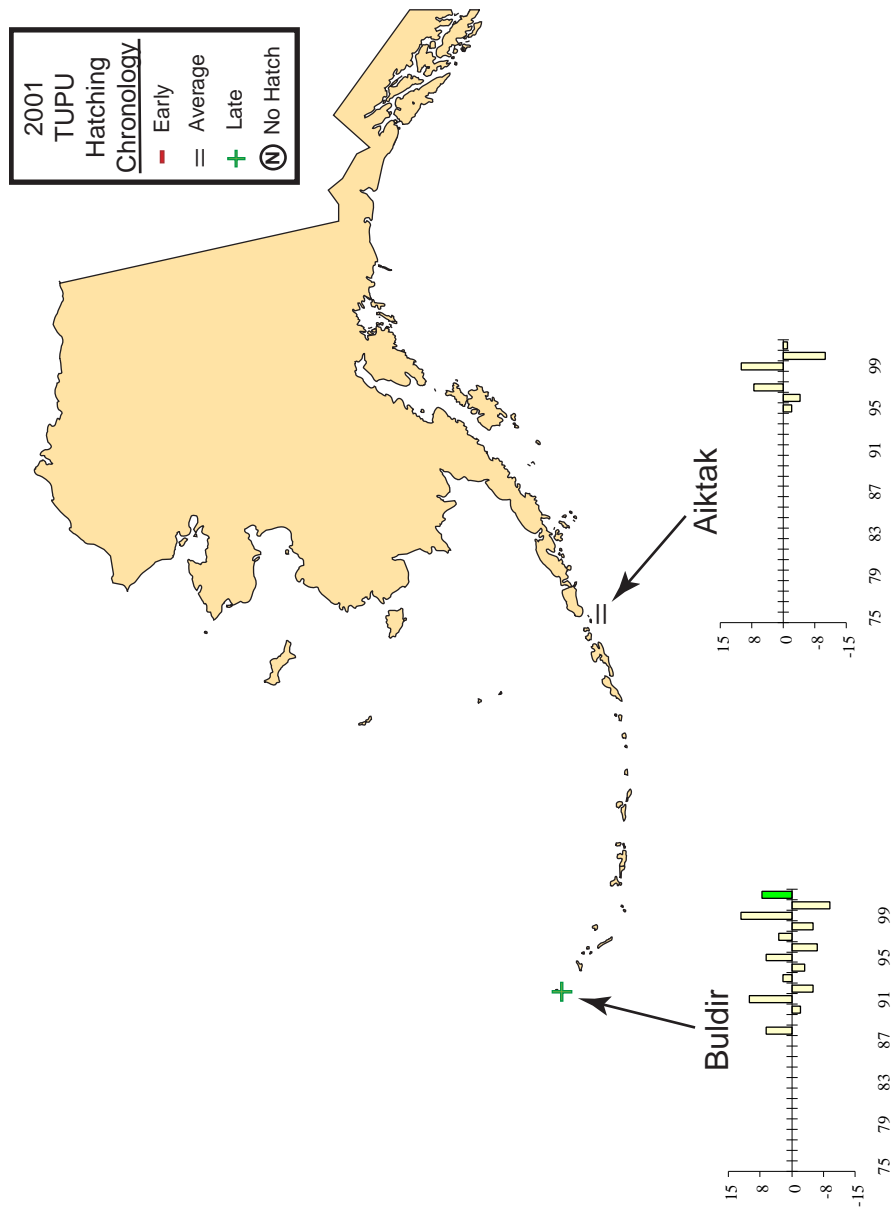 2001
TUPU
Hatching
Chronology
Early
Average
Late
N No Hatch
Aiktak
15
8
0
-8
-15
75 79 83 87 91 95 99
Buldir
15
8
0
-8
-15
75 79 83 87 91 95 99